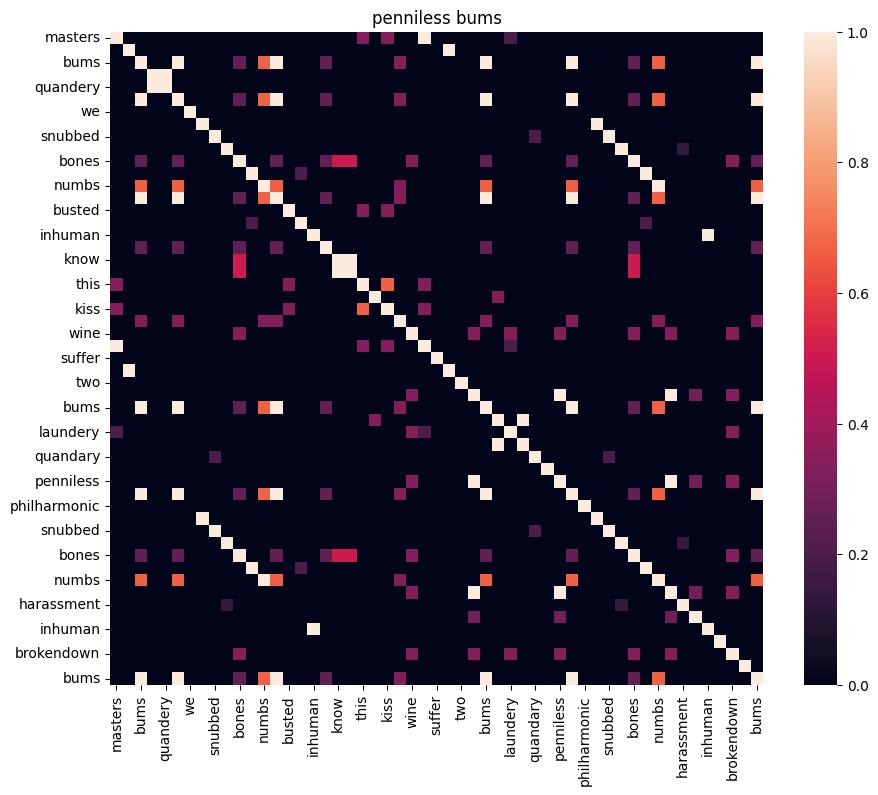 penniless bums
masters
bums
quandery
we
snubbed
bones
numbs
busted
inhuman
know
this
kiss
wine
suffer
two
bums
laundery
quandary
penniless
philharmonic
snubbed
bones
numbs
harassment
inhuman
brokendown
bums
1.0
0.8
0.6
0.4
0.2
0.0
masters
bums
quandery
we
snubbed
bones
numbs
busted
inhuman
know
this
kiss
wine
suffer
two
bums
laundery
quandary
penniless
philharmonic
snubbed
bones
numbs
harassment
inhuman
brokendown
bums